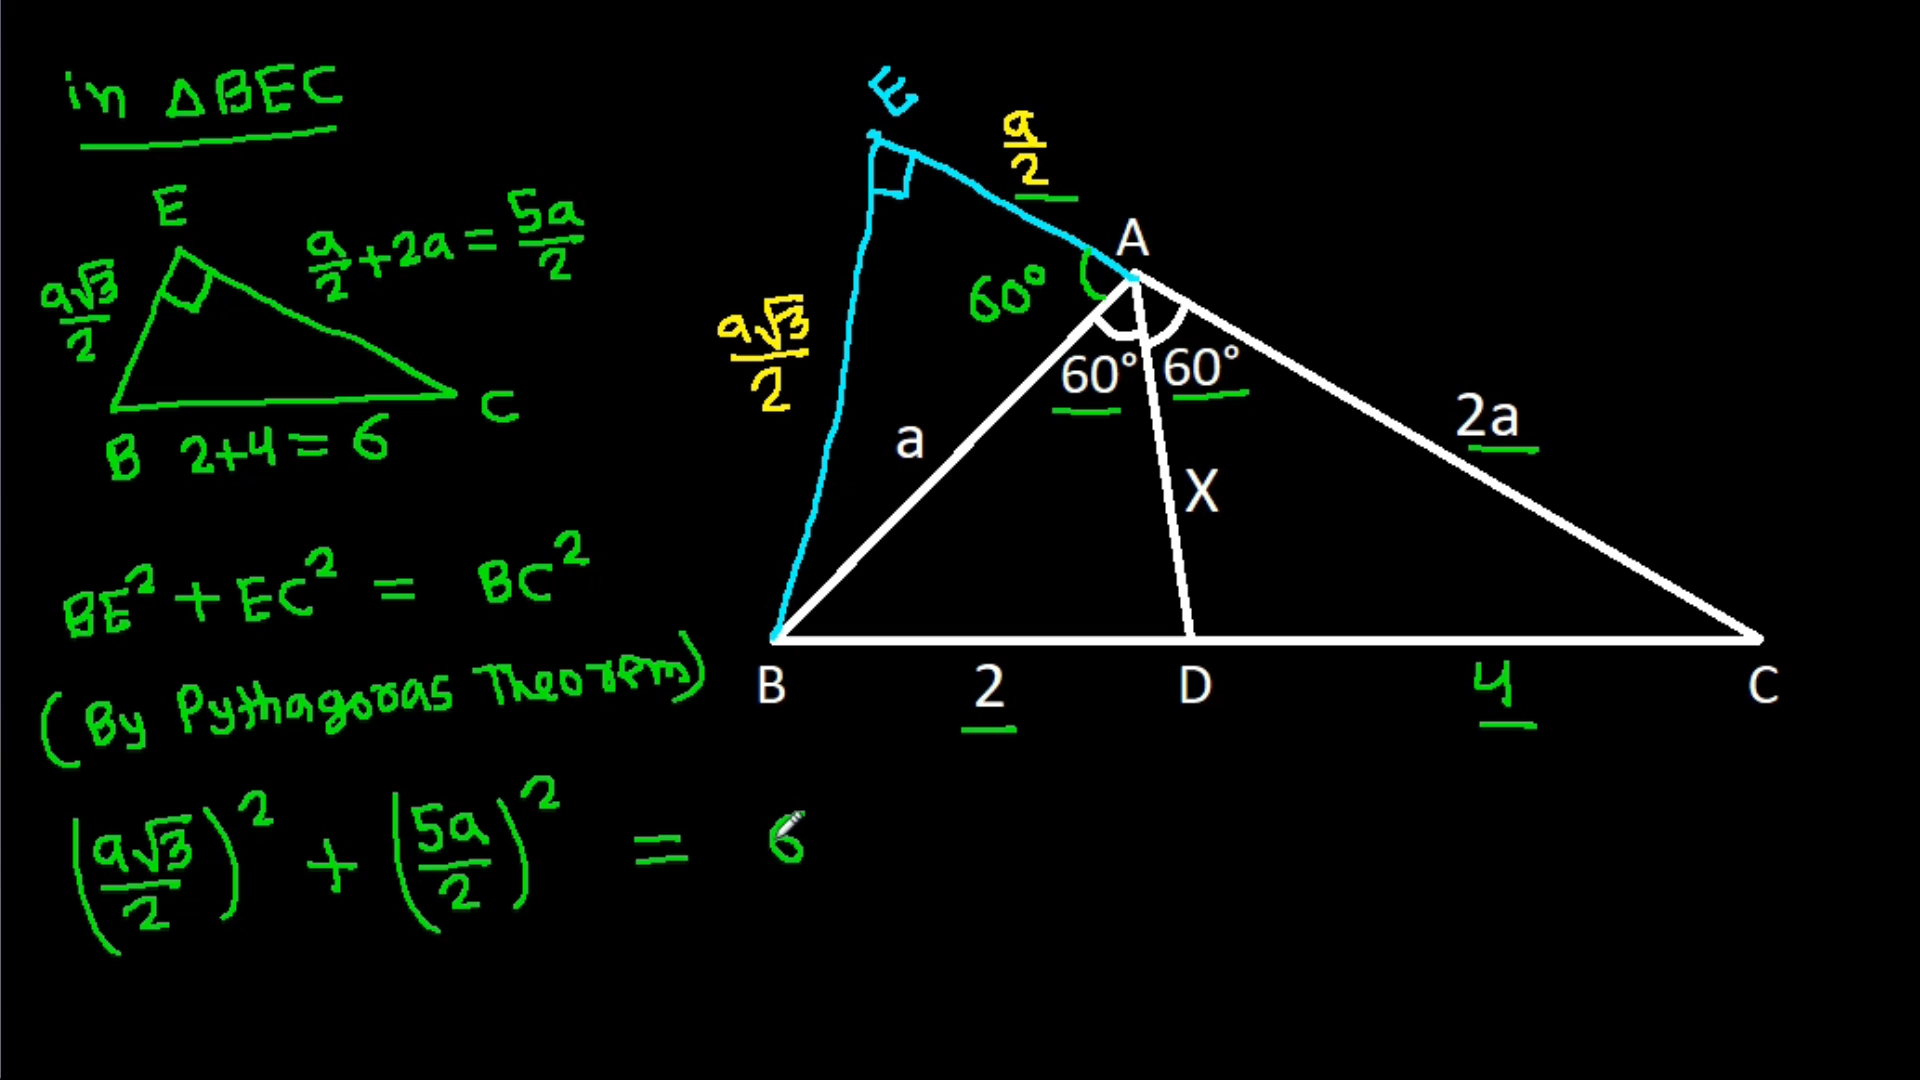 in △BEC
E
a√3/2
a/2+2a=5a/2
B 2+4=6
C
BE²+EC² = BC²
(By Pythagoras Theorem)
(a√3/2)² + (5a/2)² = 6
E
a/2
A
60°
a√3/2
60° 60°
a
2a
X
B 2 D 4 C